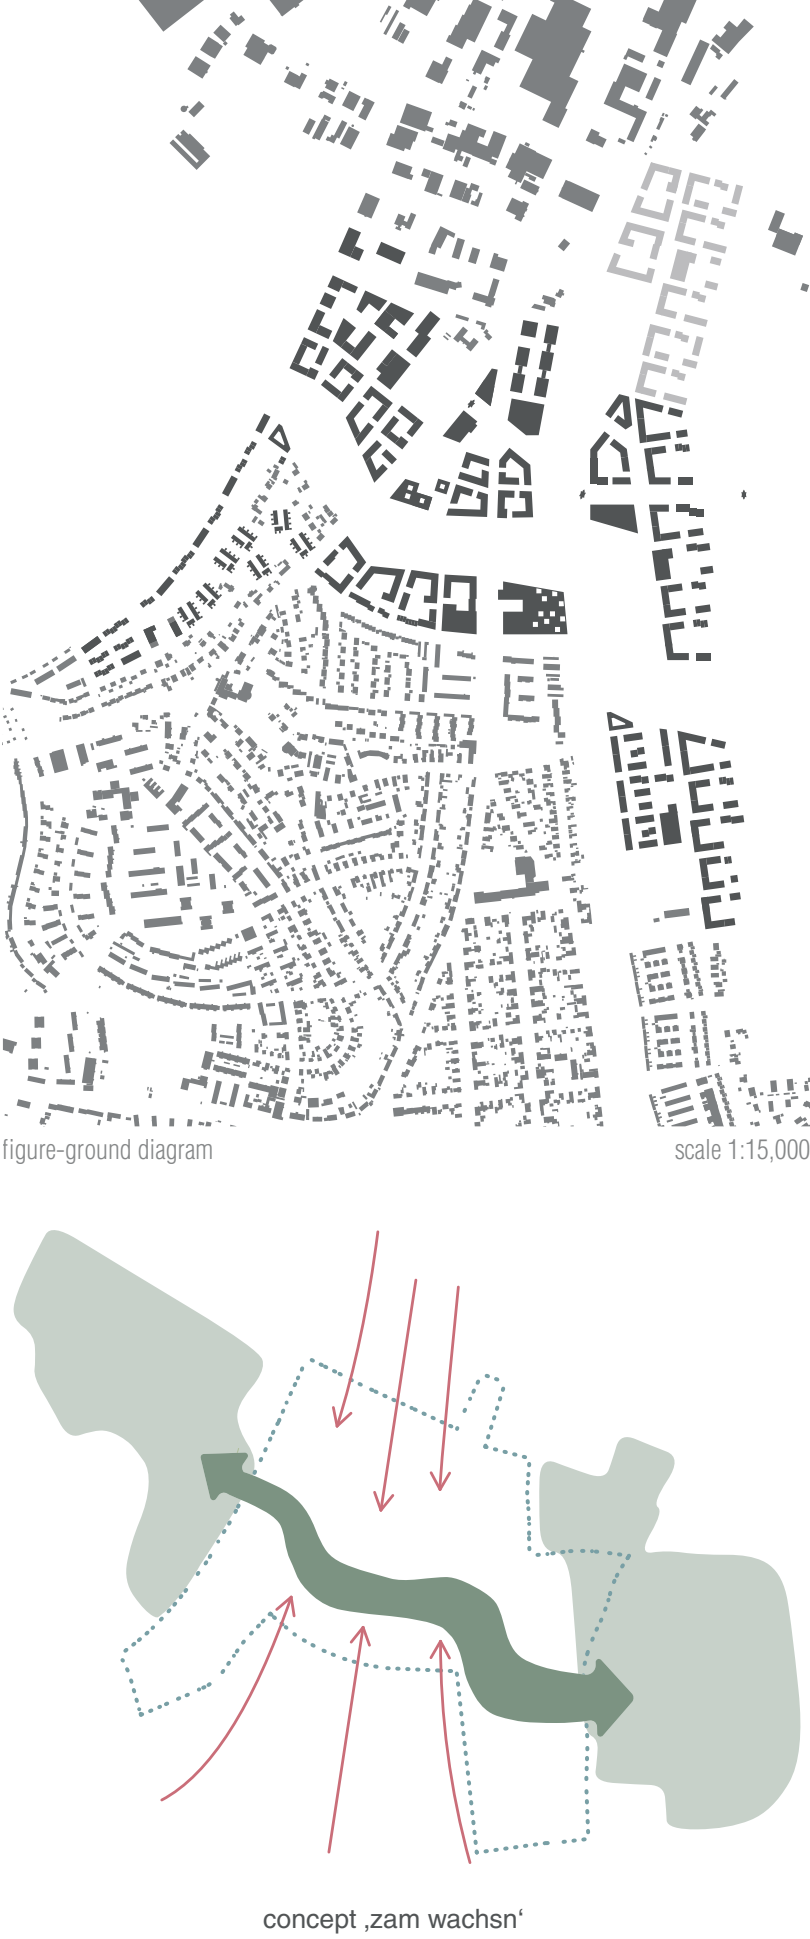 figure-ground diagram
scale 1:15,000
concept ‚zam wachsn‘